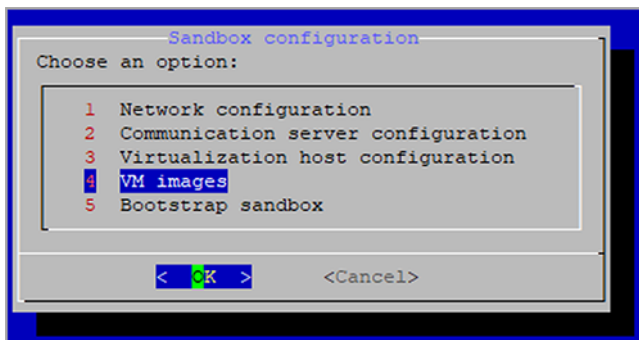 Sandbox configuration
Choose an option:
1 Network configuration
2 Communication server configuration
3 Virtualization host configuration
4 VM images
5 Bootstrap sandbox
< OK > <Cancel>